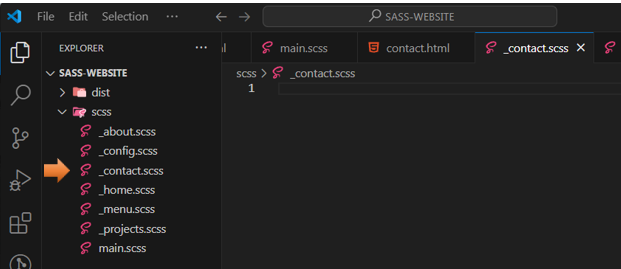 File Edit Selection ··· SASS-WEBSITE
EXPLORER ··· main.scss contact.html _contact.scss
SASS-WEBSITE
scss > _contact.scss
1
dist
scss
_about.scss
_config.scss
_contact.scss
_home.scss
_menu.scss
_projects.scss
main.scss